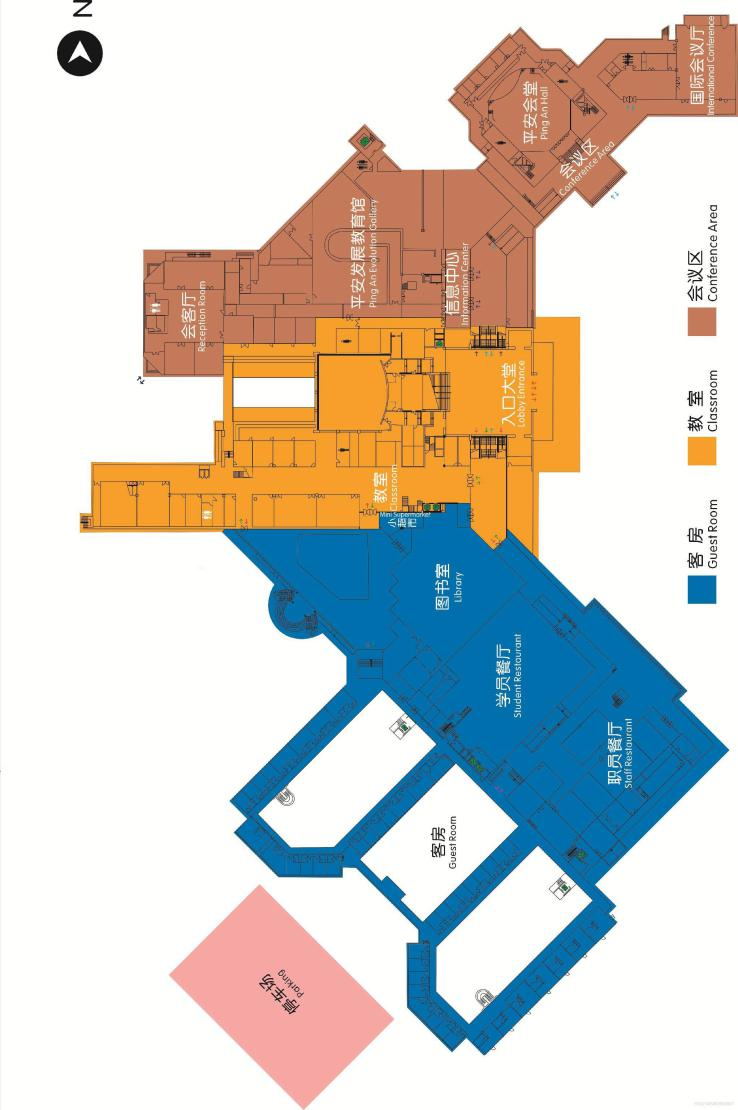 N
国际会议厅
International Conference
平安会堂
Ping An Hall
会议区
Conference Area
平安发展教育馆
Ping An Evolution Gallery
信息中心
Information Center
会客厅
Reception Room
入口大堂
Lobby Entrance
教室
Classroom
小超市
Mini Supermarket
图书室
Library
学员餐厅
Student Restaurant
职员餐厅
Staff Restaurant
客房
Guest Room
停车场
Parking
会议区
Conference Area
教室
Classroom
客房
Guest Room